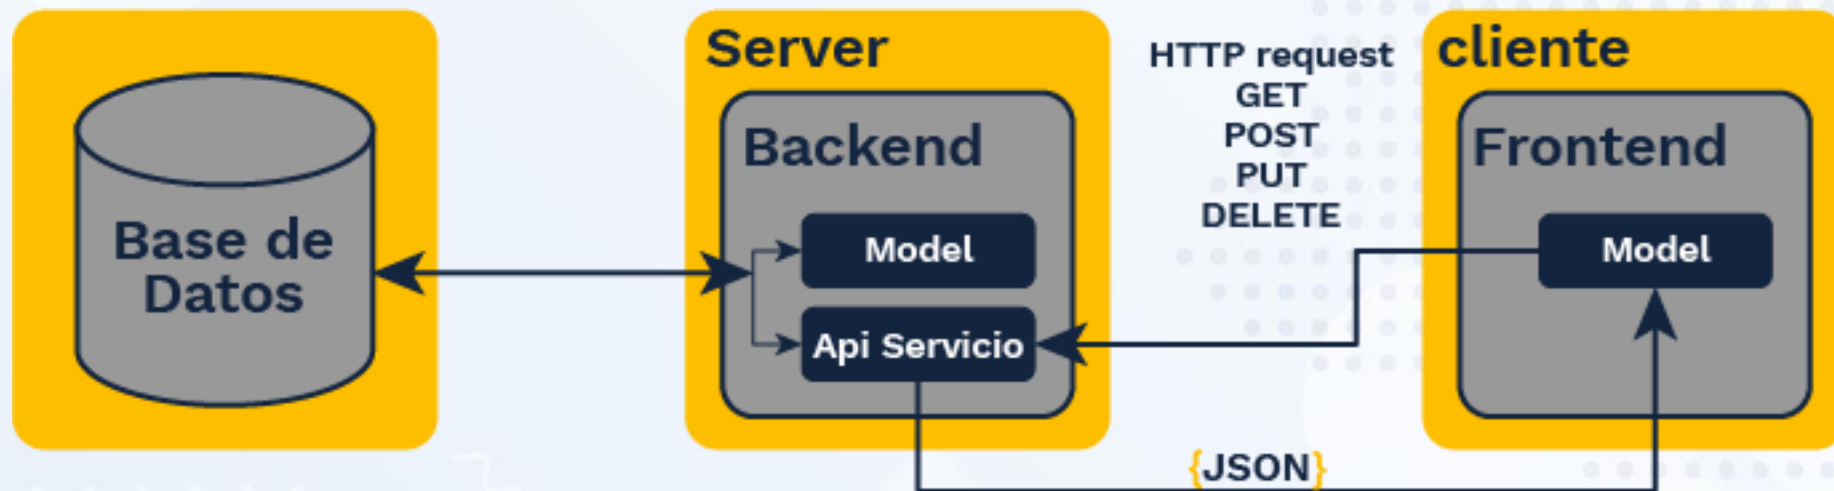 Base de
Datos
Server
Backend
Model
Api Servicio
HTTP request
GET
POST
PUT
DELETE
{JSON}
cliente
Frontend
Model